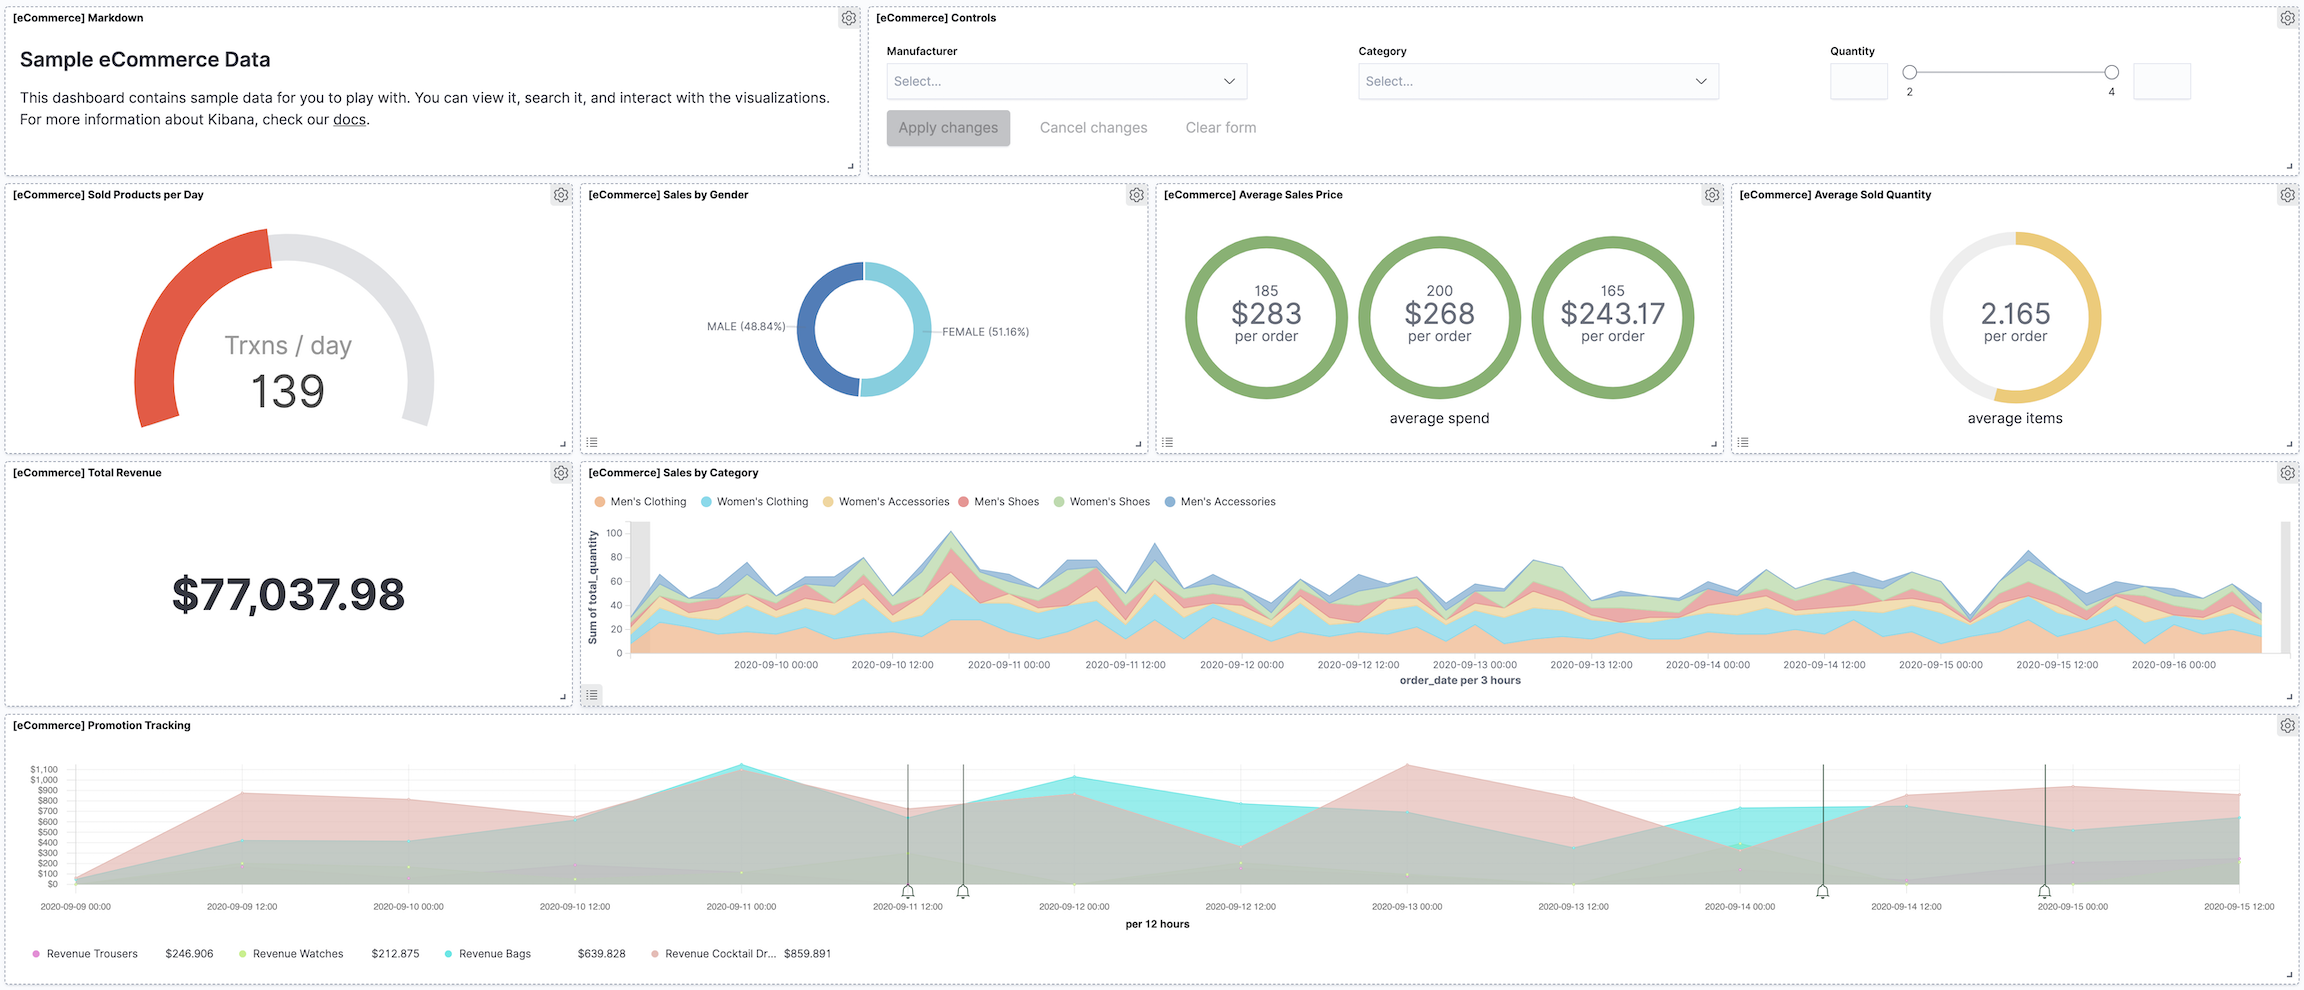 [eCommerce] Markdown
Sample eCommerce Data
This dashboard contains sample data for you to play with. You can view it, search it, and interact with the visualizations.
For more information about Kibana, check our docs.
[eCommerce] Controls
Manufacturer
Select...
Category
Select...
Quantity
2
4
Apply changes
Cancel changes
Clear form
[eCommerce] Sold Products per Day
Trxns / day
139
[eCommerce] Sales by Gender
MALE (48.84%)
FEMALE (51.16%)
[eCommerce] Average Sales Price
185
$283
per order
200
$268
per order
165
$243.17
per order
average spend
[eCommerce] Average Sold Quantity
2.165
per order
average items
[eCommerce] Total Revenue
$77,037.98
[eCommerce] Sales by Category
Men's Clothing
Women's Clothing
Women's Accessories
Men's Shoes
Women's Shoes
Men's Accessories
Sum of total_quantity
100
80
60
40
20
0
2020-09-10 00:00
2020-09-10 12:00
2020-09-11 00:00
2020-09-11 12:00
2020-09-12 00:00
2020-09-12 12:00
2020-09-13 00:00
2020-09-13 12:00
2020-09-14 00:00
2020-09-14 12:00
2020-09-15 00:00
2020-09-15 12:00
2020-09-16 00:00
order_date per 3 hours
[eCommerce] Promotion Tracking
$1,100
$1,000
$900
$800
$700
$600
$500
$400
$300
$200
$100
$0
2020-09-09 00:00
2020-09-09 12:00
2020-09-10 00:00
2020-09-10 12:00
2020-09-11 00:00
2020-09-11 12:00
2020-09-12 00:00
2020-09-12 12:00
2020-09-13 00:00
2020-09-13 12:00
2020-09-14 00:00
2020-09-14 12:00
2020-09-15 00:00
2020-09-15 12:00
per 12 hours
Revenue Trousers $246.906
Revenue Watches $212.875
Revenue Bags $639.828
Revenue Cocktail Dr... $859.891